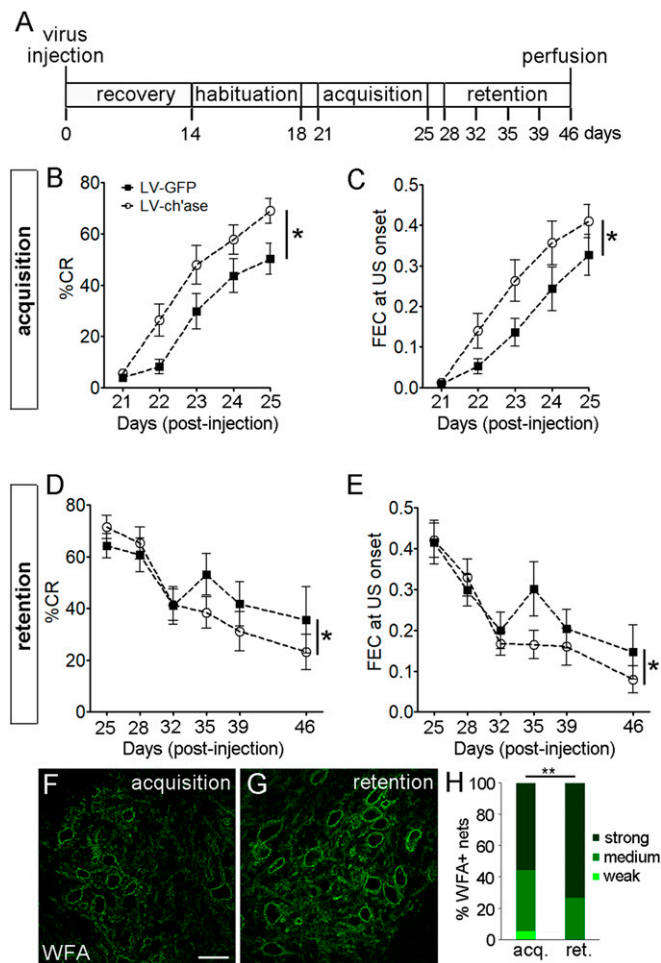 A
virus
injection
perfusion
recovery habituation acquisition retention
0 14 18 21 25 28 32 35 39 46 days
acquisition
B
LV-GFP
LV-ch'ase
80
60
40
20
0
%CR
*
21 22 23 24 25
Days (post-injection)
C
0.5
0.4
0.3
0.2
0.1
0.0
FEC at US onset
*
21 22 23 24 25
Days (post-injection)
retention
D
80
60
40
20
0
%CR
*
25 28 32 35 39 46
Days (post-injection)
E
0.5
0.4
0.3
0.2
0.1
0.0
FEC at US onset
*
25 28 32 35 39 46
Days (post-injection)
F acquisition
WFA
G retention
H
**
100
80
60
40
20
0
% WFA+ nets
acq. ret.
strong
medium
weak